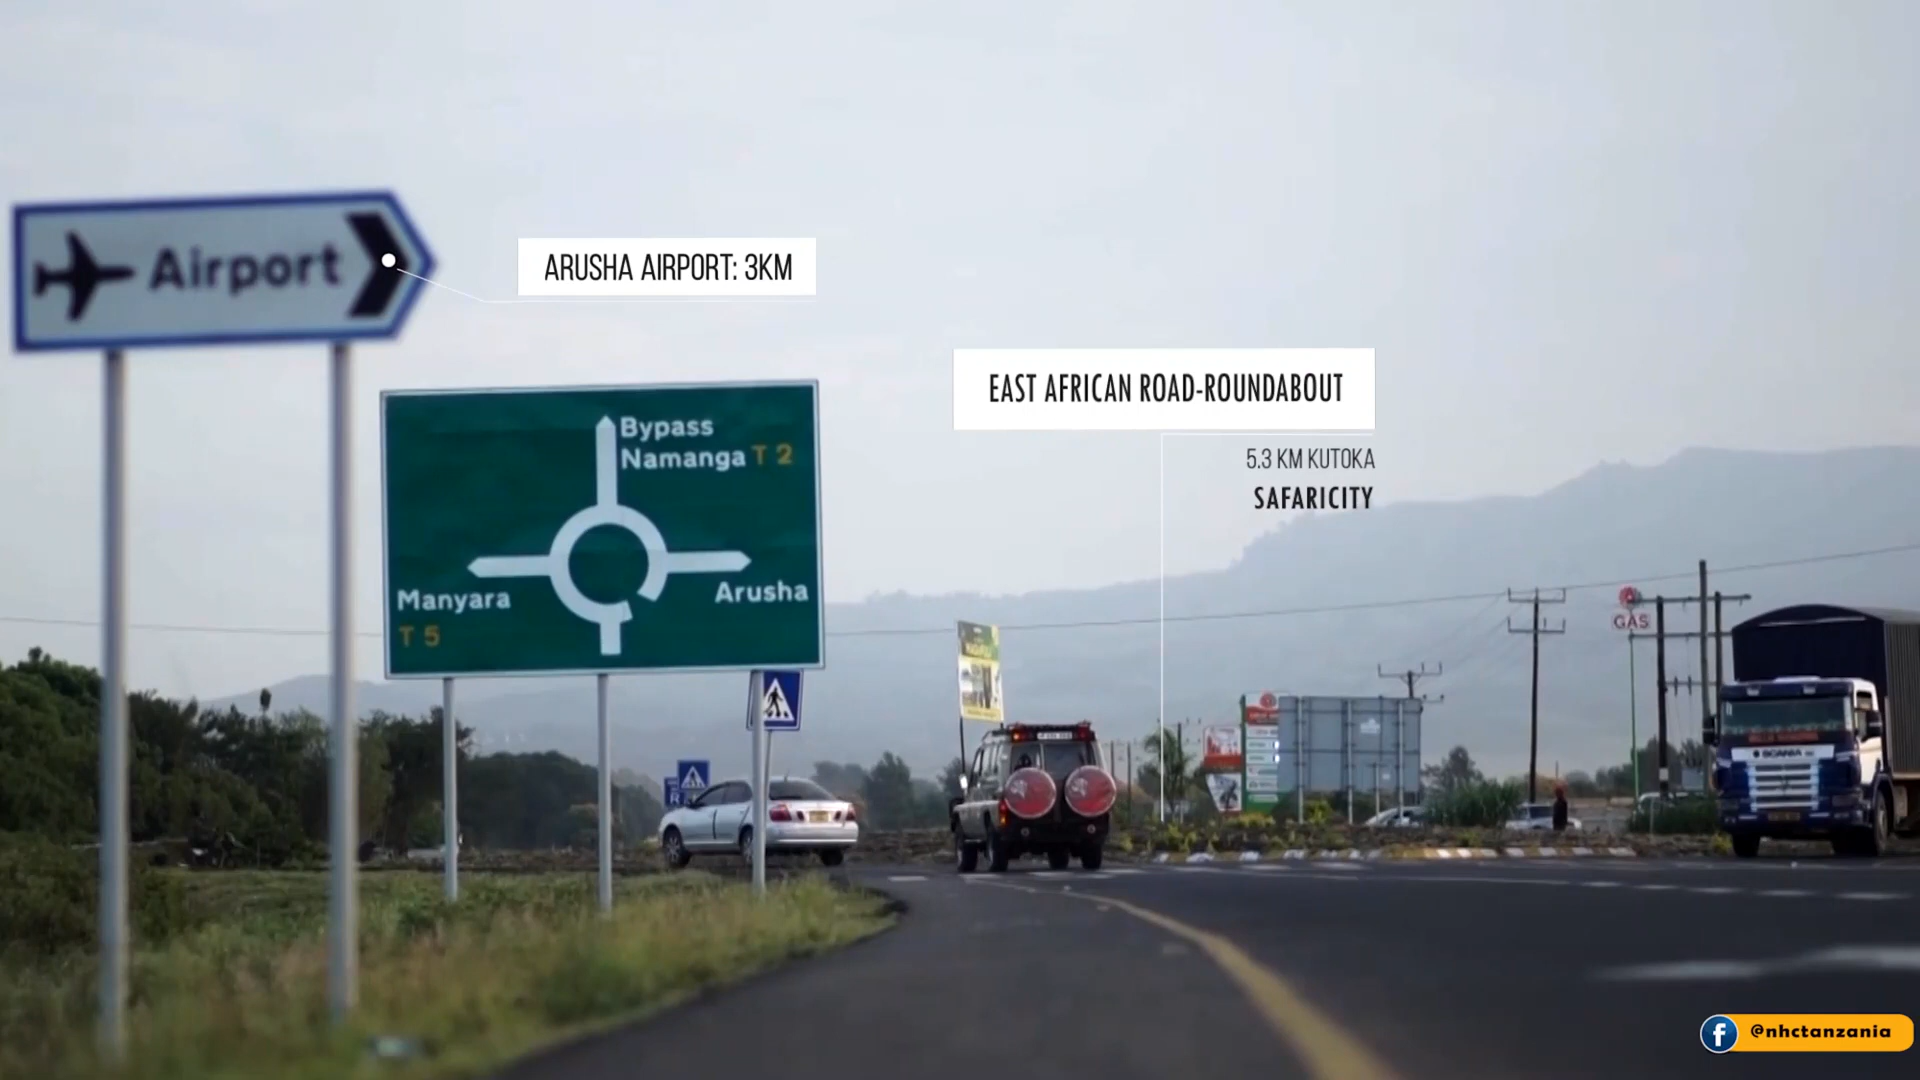 Airport
ARUSHA AIRPORT: 3KM
EAST AFRICAN ROAD-ROUNDABOUT
5.3 KM KUTOKA
SAFARICITY
Bypass
Namanga T 2
Manyara
T 5
Arusha
GAS
SCANIA
@nhctanzania